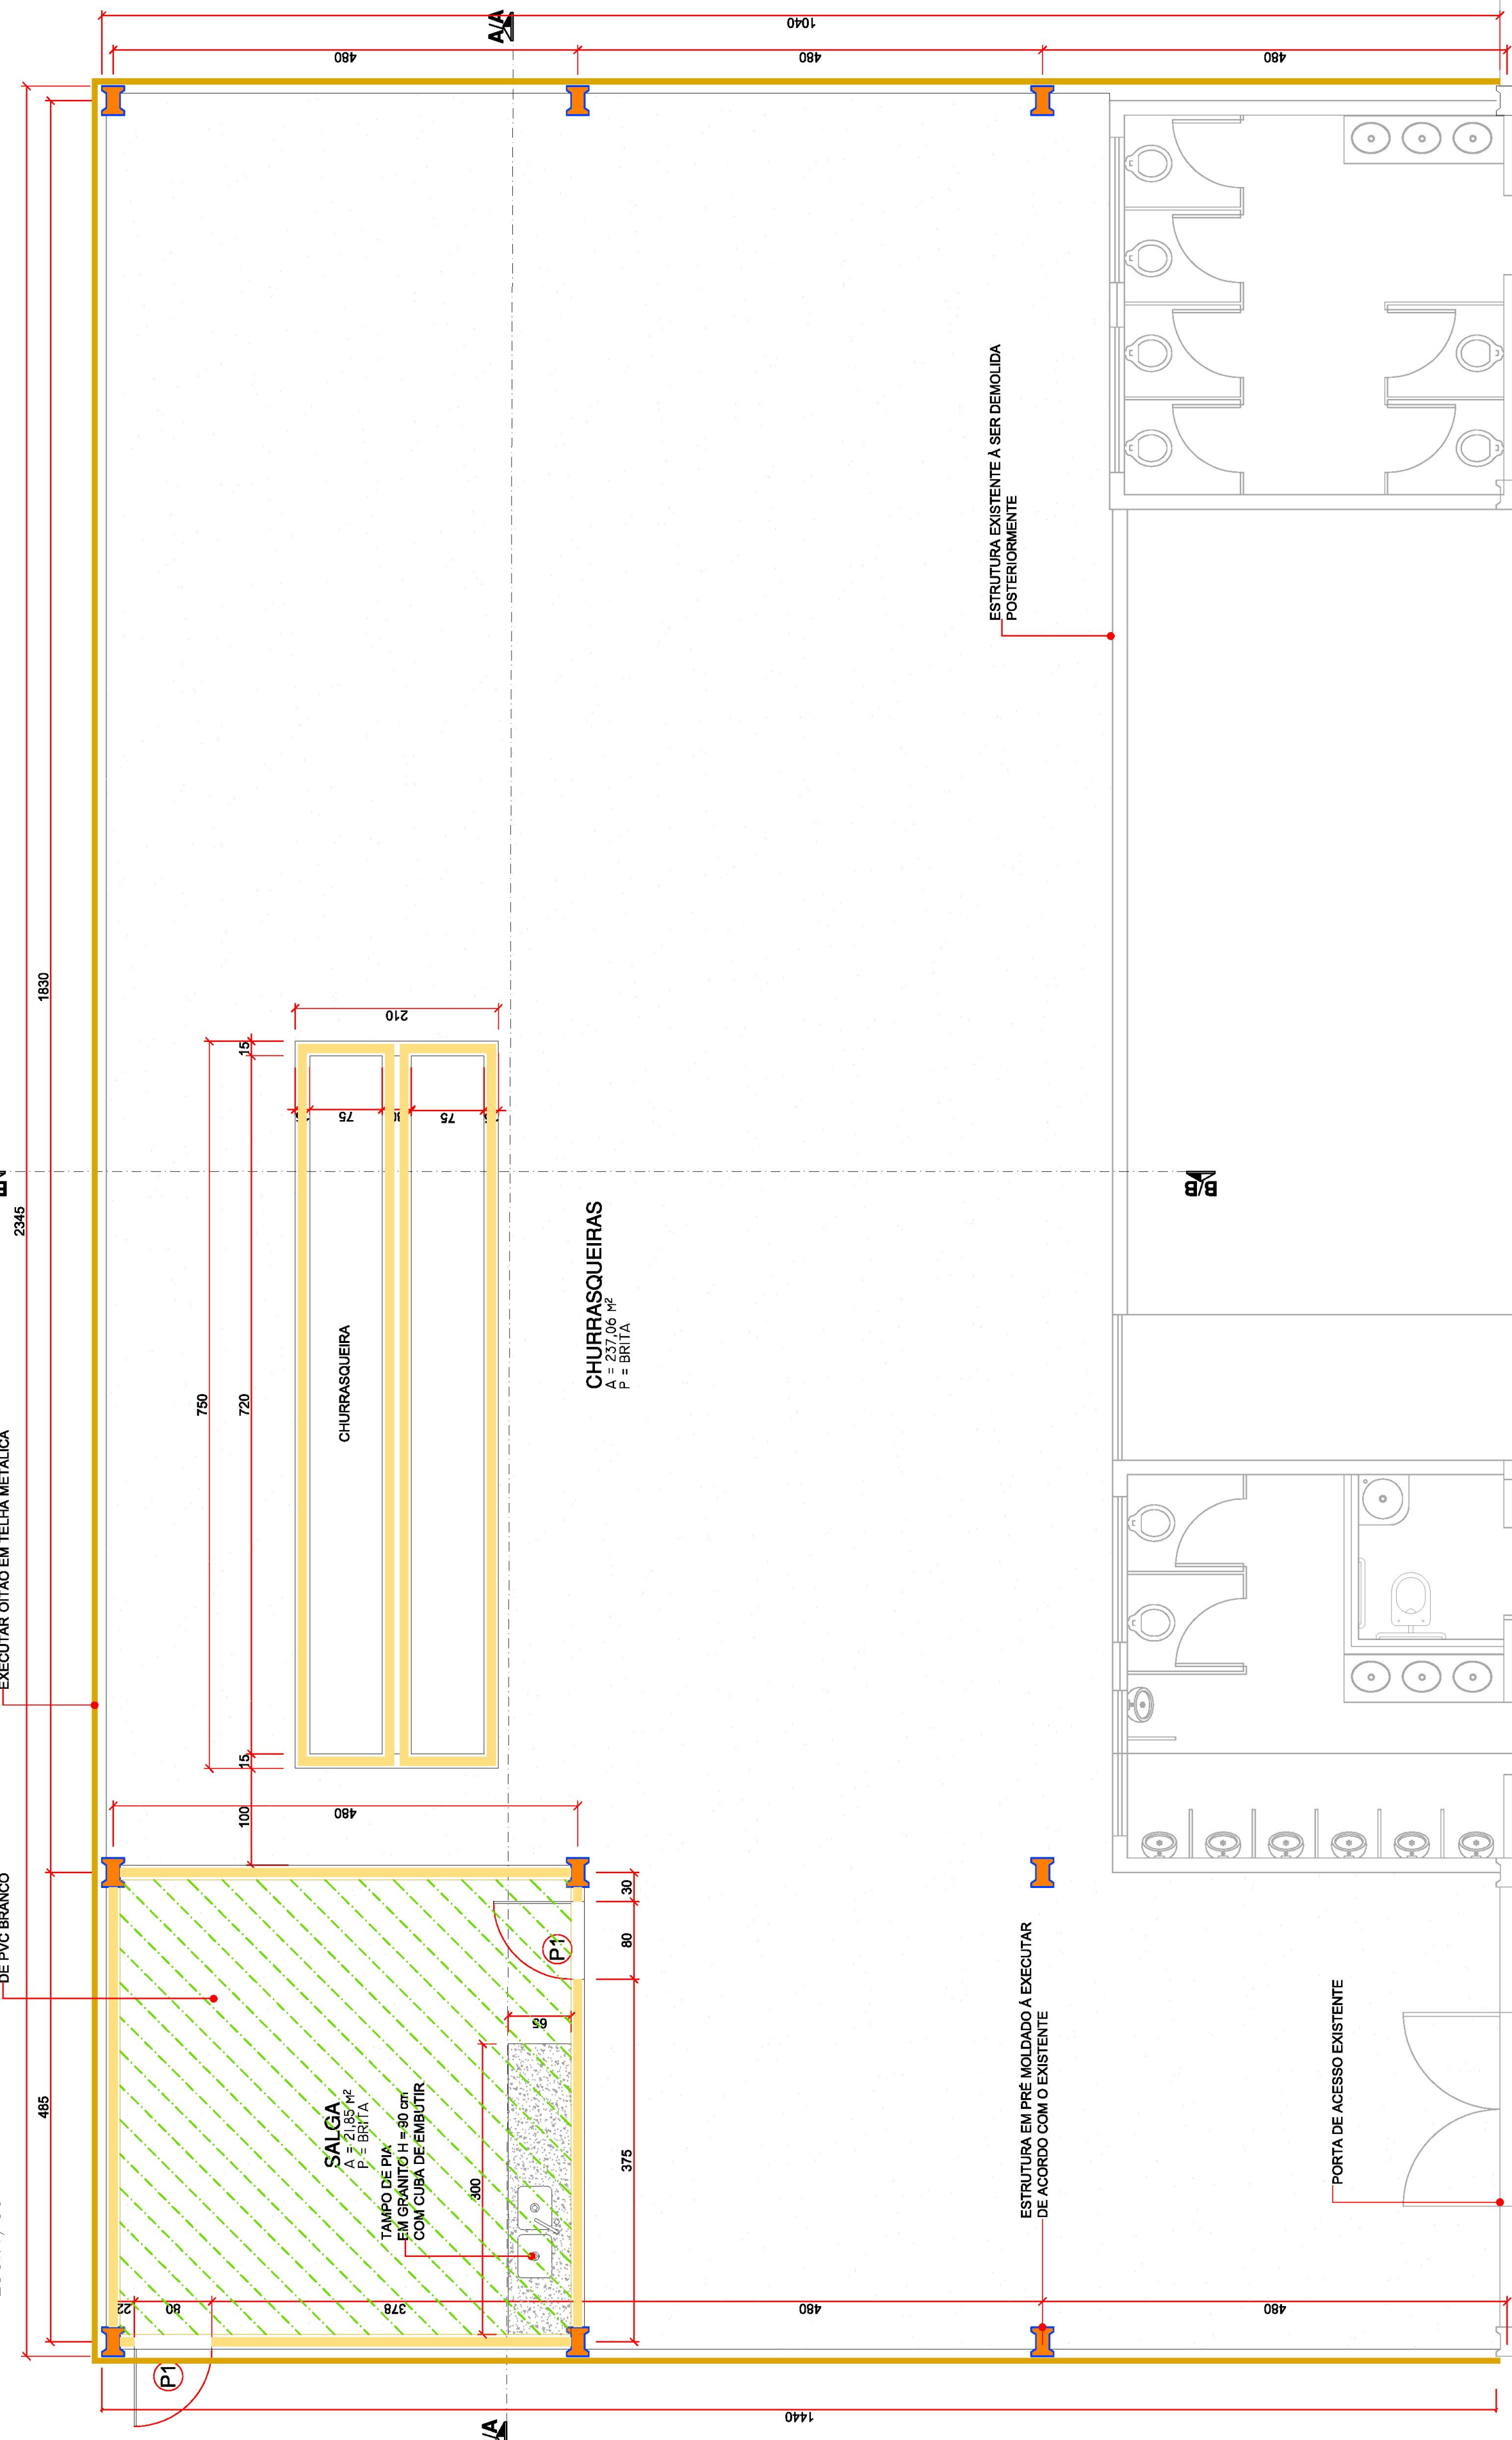 A/A
1040
480
480
480
2345
1830
485
EXECUTAR OITÃO EM TELHA METÁLICA
DE PVC BRANCO
ESTRUTURA EXISTENTE À SER DEMOLIDA
POSTERIORMENTE
210
15
75
75
750
720
15
100
CHURRASQUEIRA
CHURRASQUEIRAS
A = 237,06 M²
P = BRITA
B/B
480
30
80
375
P1
65
300
SALGA
A = 21,85 M²
P = BRITA
TAMPO DE PIA
EM GRANITO H = 90 cm
COM CUBA DE EMBUTIR
ESTRUTURA EM PRÉ MOLDADO À EXECUTAR
DE ACORDO COM O EXISTENTE
PORTA DE ACESSO EXISTENTE
22
80
378
480
480
P1
1440
/A